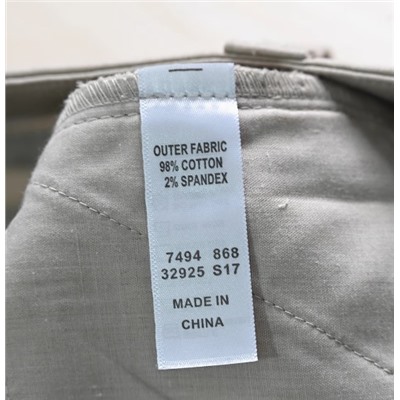 OUTER FABRIC
98% COTTON
2% SPANDEX
7494 868
32925 S17
MADE IN
CHINA